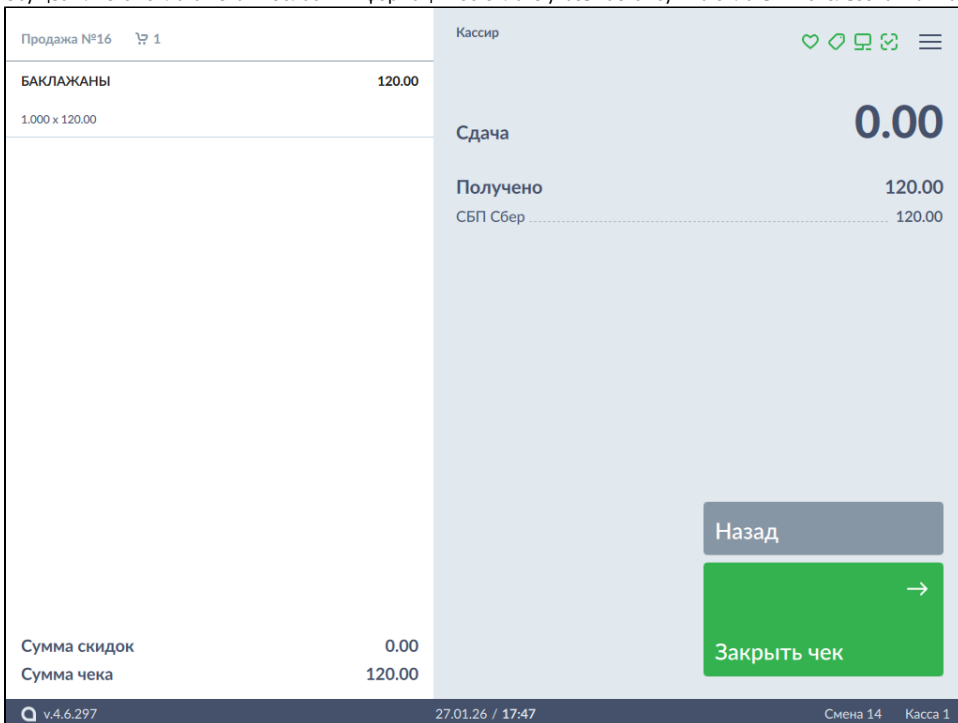 Продажа №16 1
БАКЛАЖАНЫ 120.00
1.000 x 120.00
Сумма скидок 0.00
Сумма чека 120.00
Кассир
Сдача 0.00
Получено 120.00
СБП Сбер 120.00
Назад
Закрыть чек
v.4.6.297 27.01.26 / 17:47 Смена 14 Касса 1